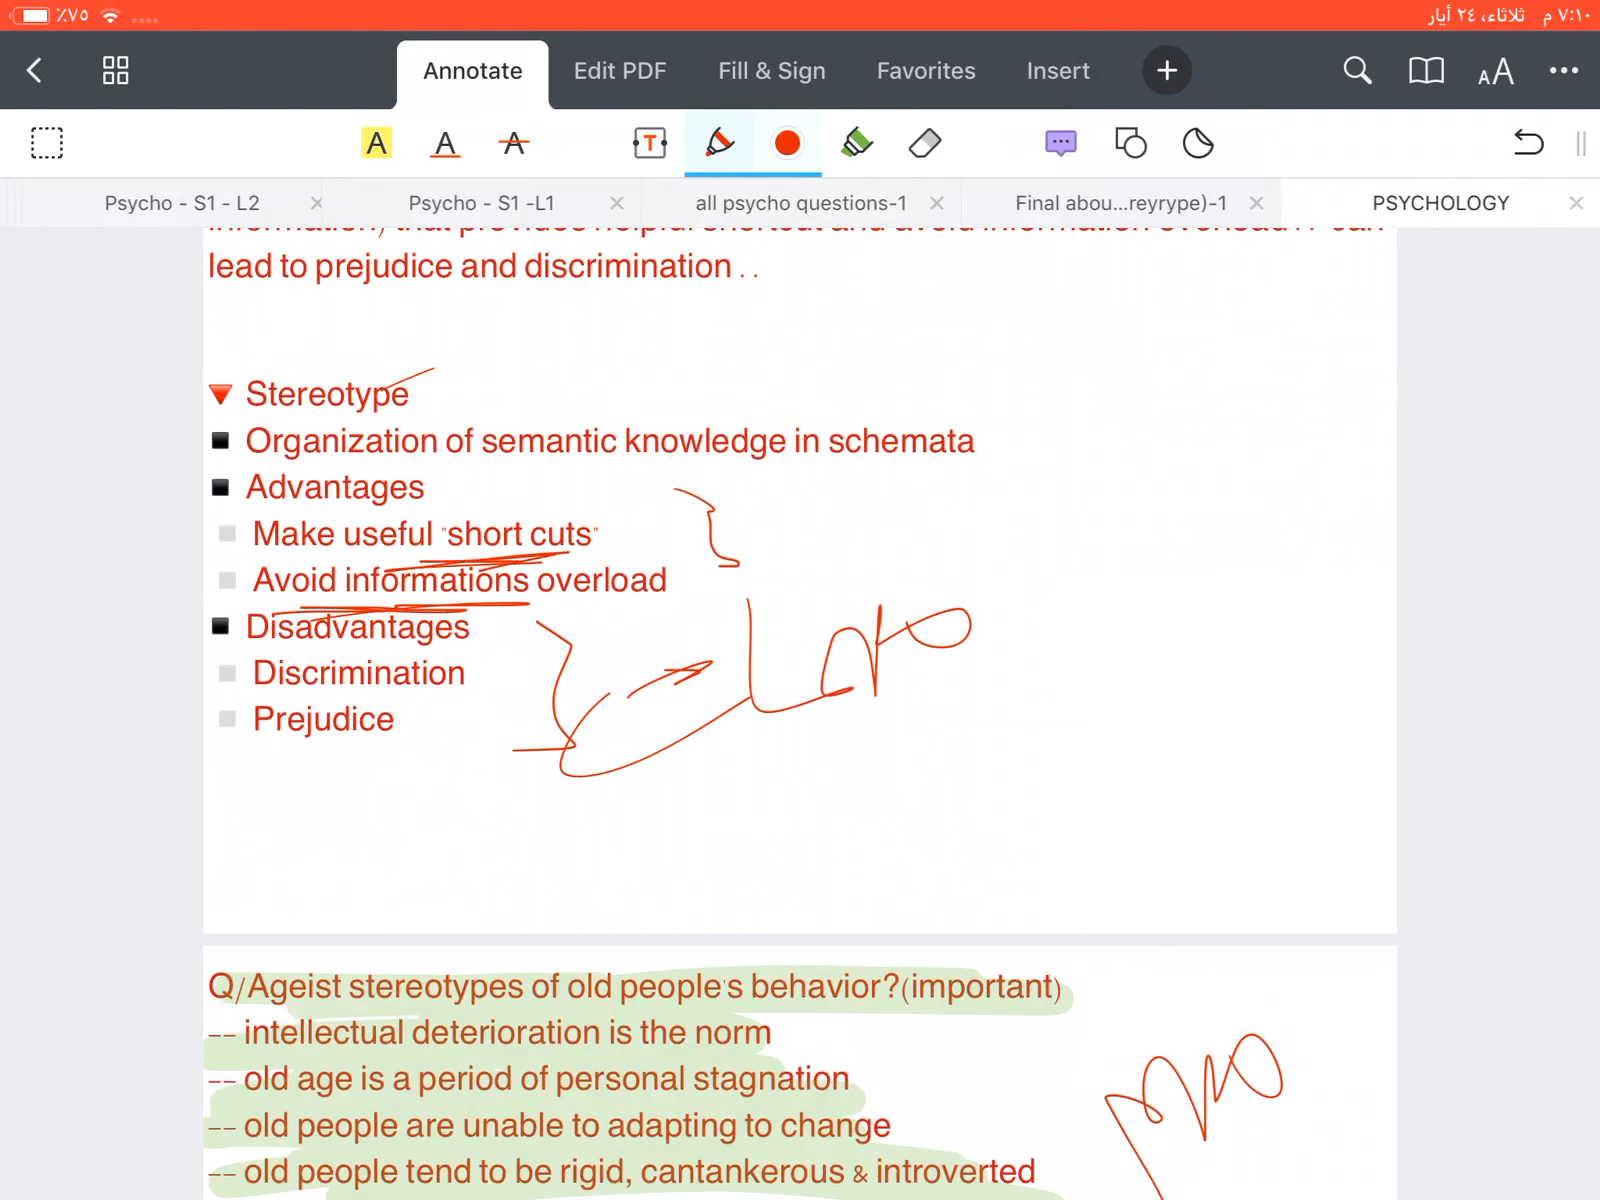 ٪٧٥
٧:١٠ م ثلاثاء، ٢٤ أيار
Annotate Edit PDF Fill & Sign Favorites Insert
Psycho - S1 - L2 Psycho - S1 -L1 all psycho questions-1 Final abou...reyrype)-1 PSYCHOLOGY
lead to prejudice and discrimination . .
Stereotype
Organization of semantic knowledge in schemata
Advantages
Make useful "short cuts"
Avoid informations overload
Disadvantages
Discrimination
Prejudice
Q/Ageist stereotypes of old people's behavior?(important)
-- intellectual deterioration is the norm
-- old age is a period of personal stagnation
-- old people are unable to adapting to change
-- old people tend to be rigid, cantankerous & introverted